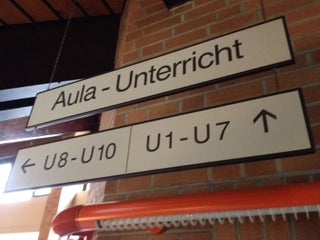 Aula - Unterricht
← U8 - U10 U1 - U7 ↑